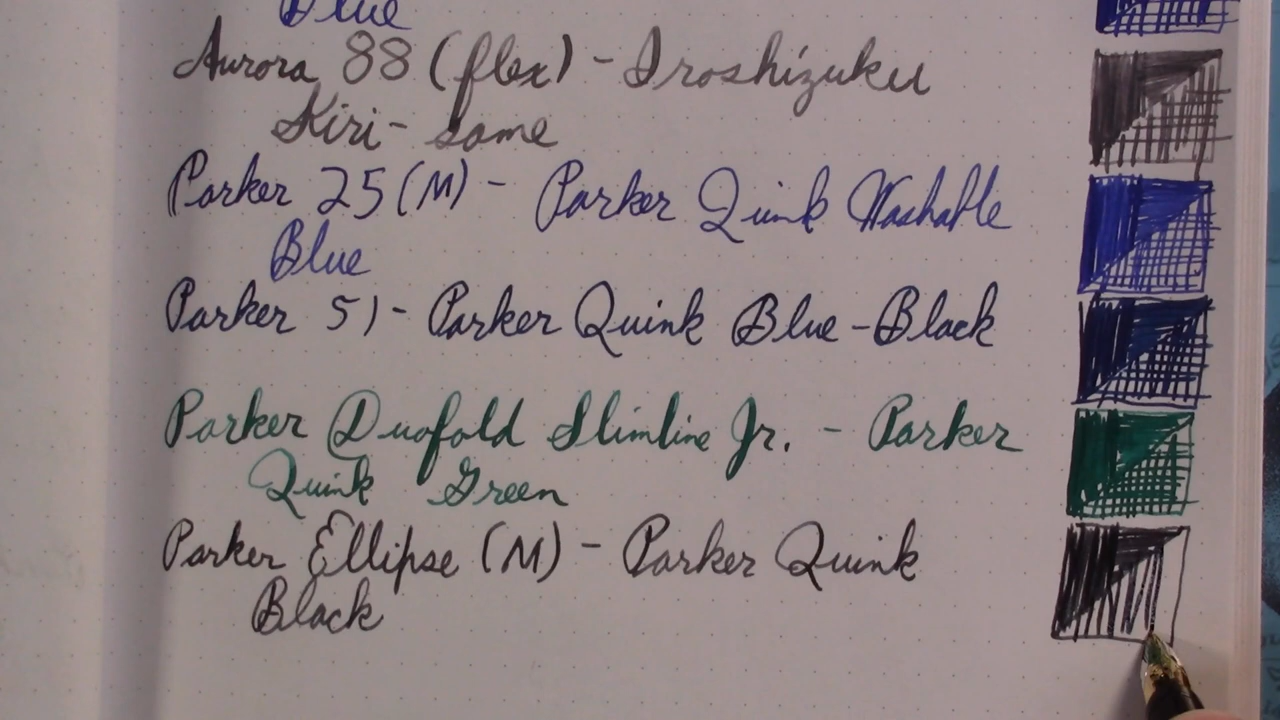 Blue
Aurora 88 (flex) - Iroshizuku
Kiri-same
Parker 25 (M) - Parker Quink Washable
Blue
Parker 51 - Parker Quink Blue-Black
Parker Duofold Slimline Jr. - Parker
Quink Green
Parker Ellipse (M) - Parker Quink
Black